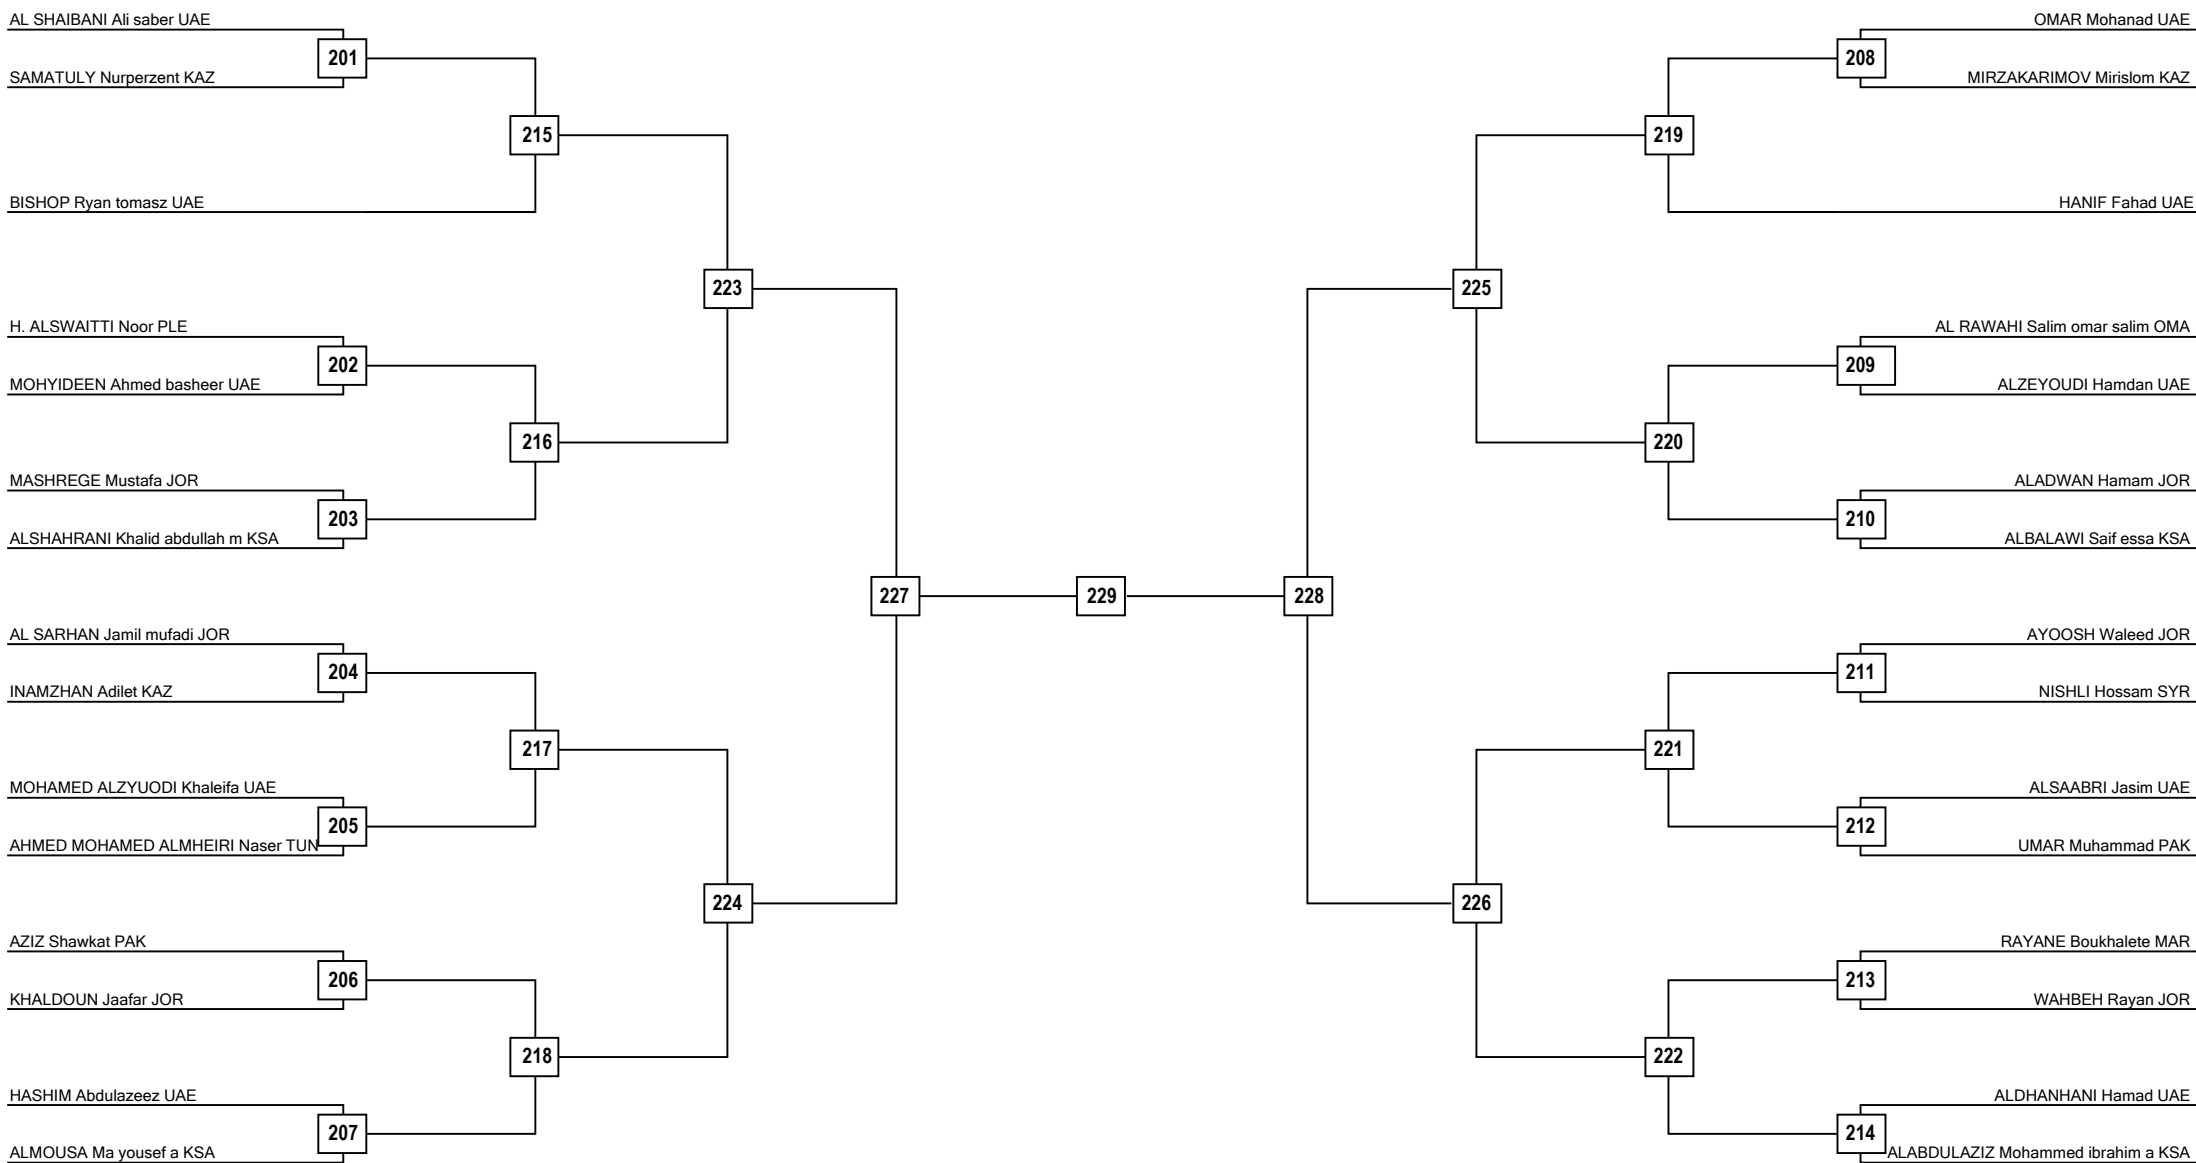 AL SHAIBANI Ali saber UAE
201
SAMATULY Nurperzent KAZ
215
BISHOP Ryan tomasz UAE
223
H. ALSWAITTI Noor PLE
202
MOHYIDEEN Ahmed basheer UAE
216
MASHREGE Mustafa JOR
203
ALSHAHRANI Khalid abdullah m KSA
227
AL SARHAN Jamil mufadi JOR
204
INAMZHAN Adilet KAZ
217
MOHAMED ALZYUODI Khaleifa UAE
205
AHMED MOHAMED ALMHEIRI Naser TUN
224
AZIZ Shawkat PAK
206
KHALDOUN Jaafar JOR
218
HASHIM Abdulazeez UAE
207
ALMOUSA Ma yousef a KSA
229
OMAR Mohanad UAE
208
MIRZAKARIMOV Mirislom KAZ
219
HANIF Fahad UAE
225
AL RAWAHI Salim omar salim OMA
209
ALZEYOUDI Hamdan UAE
220
ALADWAN Hamam JOR
210
ALBALAWI Saif essa KSA
228
AYOOSH Waleed JOR
211
NISHLI Hossam SYR
221
ALSAABRI Jasim UAE
212
UMAR Muhammad PAK
226
RAYANE Boukhalete MAR
213
WAHBEH Rayan JOR
222
ALDHANHANI Hamad UAE
214
ALABDULAZIZ Mohammed ibrahim a KSA